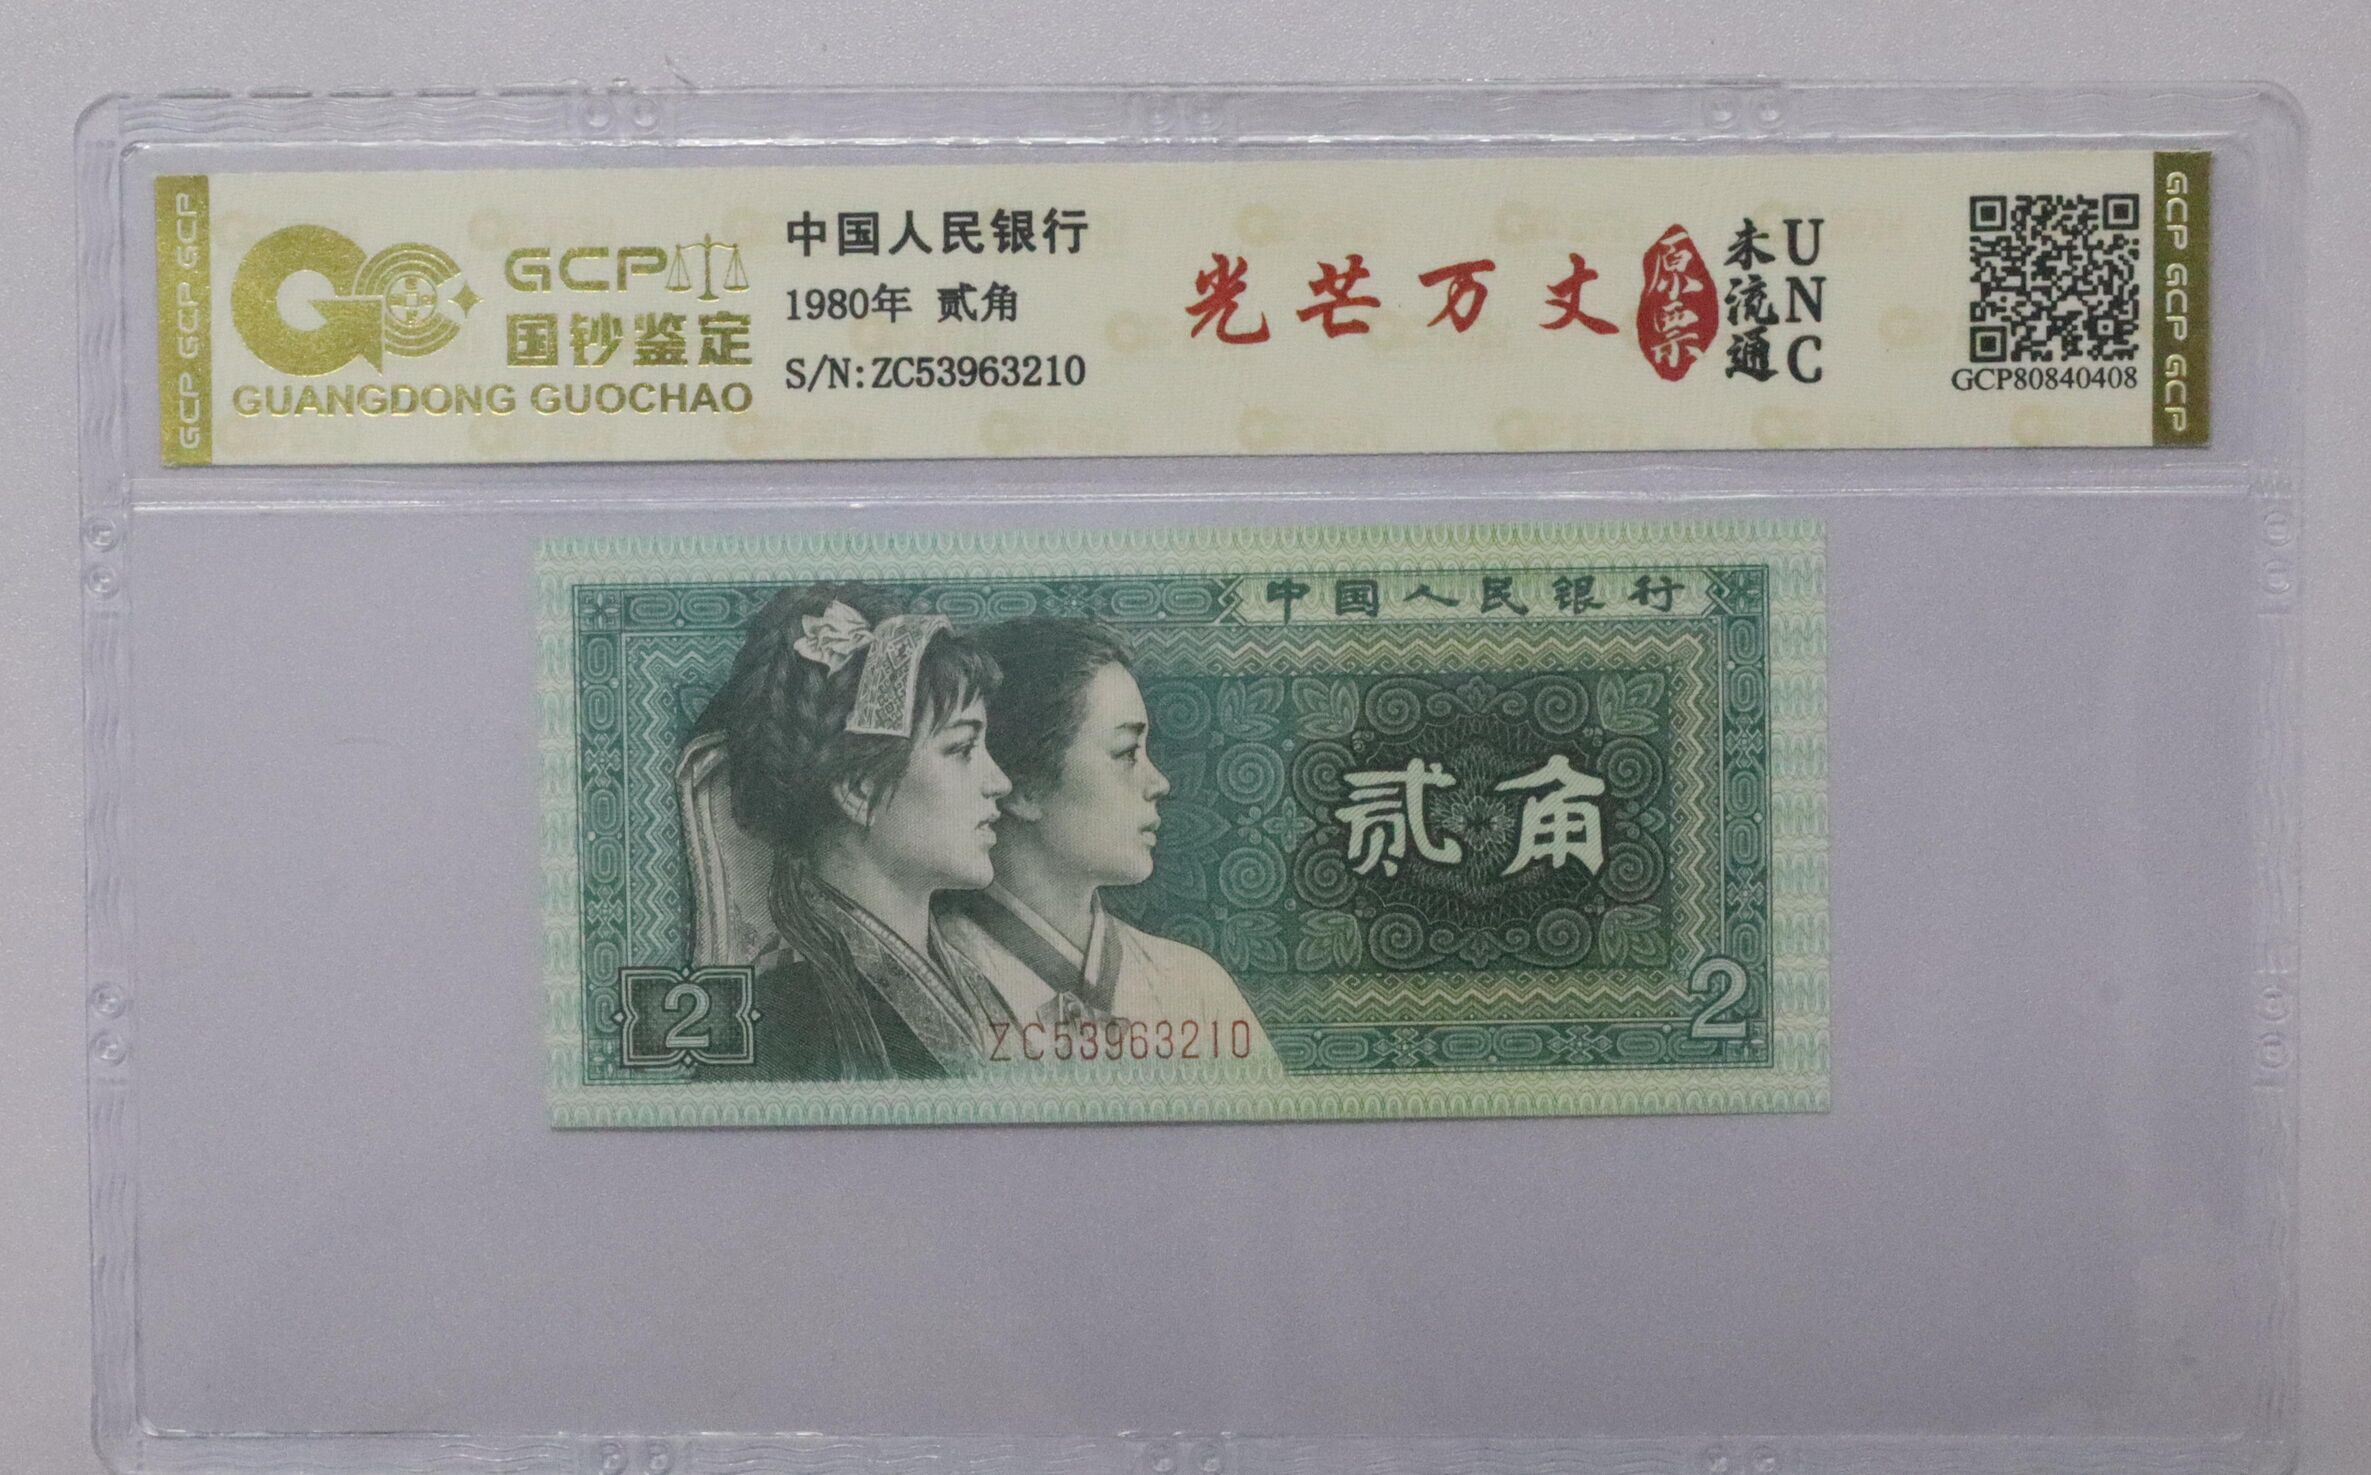 GCP GCP GCP
GCP
国钞鉴定
GUANGDONG GUOCHAO
中国人民银行
1980年 贰角
S/N:ZC53963210
光芒万丈
原票
未流通
UNC
GCP80840408
GCP GCP GCP
中国人民银行
贰角
2
2
ZC53963210